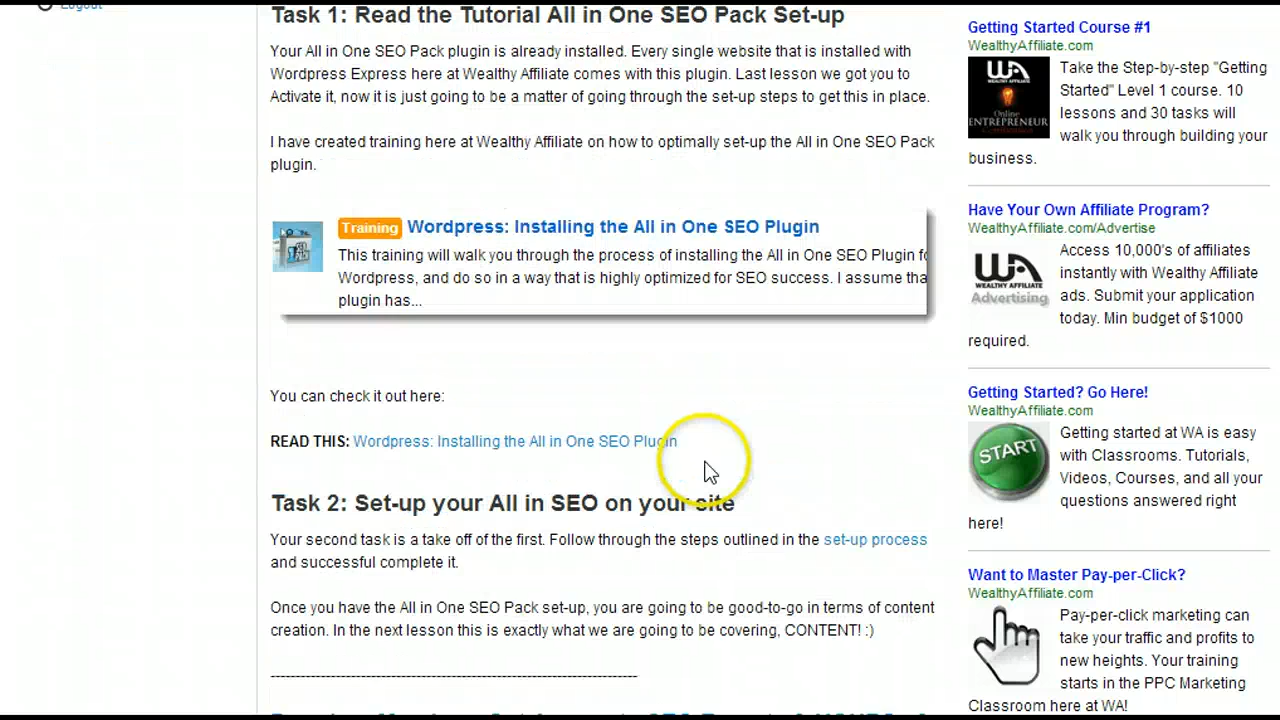 Logout
Task 1: Read the Tutorial All in One SEO Pack Set-up
Your All in One SEO Pack plugin is already installed. Every single website that is installed with
Wordpress Express here at Wealthy Affiliate comes with this plugin. Last lesson we got you to
Activate it, now it is just going to be a matter of going through the set-up steps to get this in place.
I have created training here at Wealthy Affiliate on how to optimally set-up the All in One SEO Pack
plugin.
Training Wordpress: Installing the All in One SEO Plugin
This training will walk you through the process of installing the All in One SEO Plugin fo
Wordpress, and do so in a way that is highly optimized for SEO success. I assume tha
plugin has...
You can check it out here:
READ THIS: Wordpress: Installing the All in One SEO Plugin
Task 2: Set-up your All in SEO on your site
Your second task is a take off of the first. Follow through the steps outlined in the set-up process
and successful complete it.
Once you have the All in One SEO Pack set-up, you are going to be good-to-go in terms of content
creation. In the next lesson this is exactly what we are going to be covering, CONTENT! :)
--------------------------------------------------------------------------
Getting Started Course #1
WealthyAffiliate.com
WA
Online
ENTREPRENEUR
Take the Step-by-step "Getting
Started" Level 1 course. 10
lessons and 30 tasks will
walk you through building your
business.
Have Your Own Affiliate Program?
WealthyAffiliate.com/Advertise
WA
WEALTHY AFFILIATE
Advertising
Access 10,000's of affiliates
instantly with Wealthy Affiliate
ads. Submit your application
today. Min budget of $1000
required.
Getting Started? Go Here!
WealthyAffiliate.com
START
Getting started at WA is easy
with Classrooms. Tutorials,
Videos, Courses, and all your
questions answered right
here!
Want to Master Pay-per-Click?
WealthyAffiliate.com
Pay-per-click marketing can
take your traffic and profits to
new heights. Your training
starts in the PPC Marketing
Classroom here at WA!